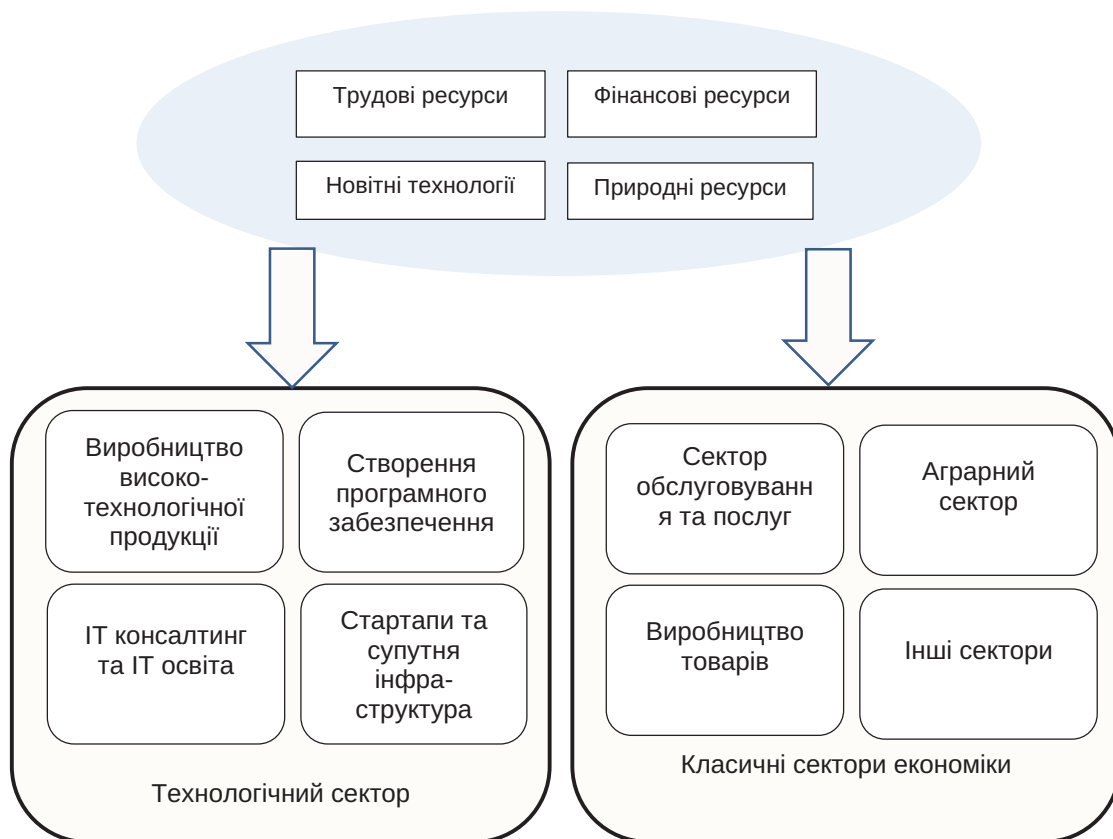 Трудові ресурси
Фінансові ресурси
Новітні технології
Природні ресурси
Виробництво
високо-
технологічної
продукції
Створення
програмного
забезпечення
ІТ консалтинг
та ІТ освіта
Стартапи та
супутня
інфра-
структура
Технологічний сектор
Сектор
обслуговуванн
я та послуг
Аграрний
сектор
Виробництво
товарів
Інші сектори
Класичні сектори економіки